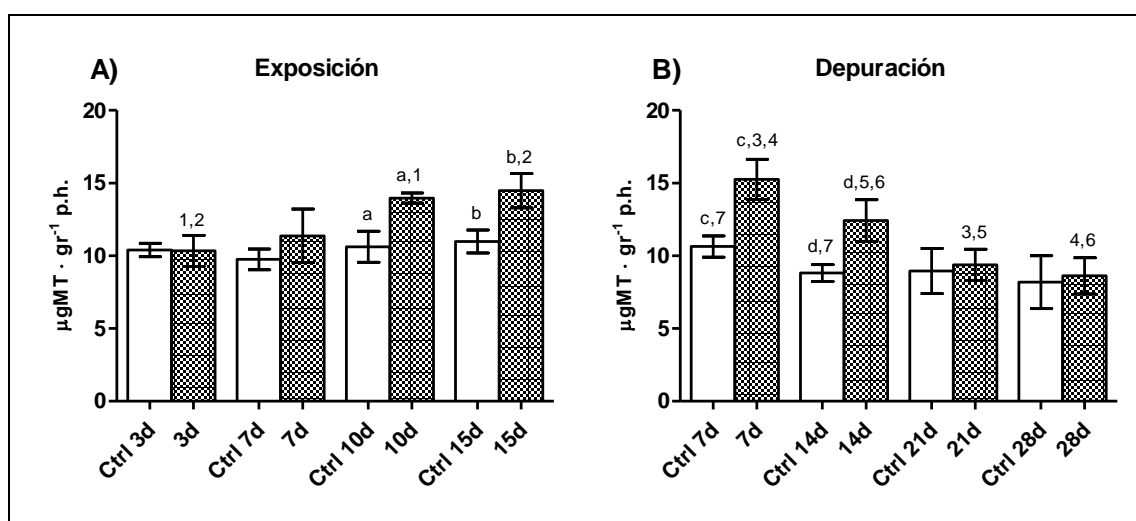 A) Exposición
µgMT · gr⁻¹ p.h.
20
15
10
5
0
1,2
a
a,1
b
b,2
Ctrl 3d
3d
Ctrl 7d
7d
Ctrl 10d
10d
Ctrl 15d
15d
B) Depuración
µgMT · gr⁻¹ p.h.
20
15
10
5
0
c,7
c,3,4
d,7
d,5,6
3,5
4,6
Ctrl 7d
7d
Ctrl 14d
14d
Ctrl 21d
21d
Ctrl 28d
28d